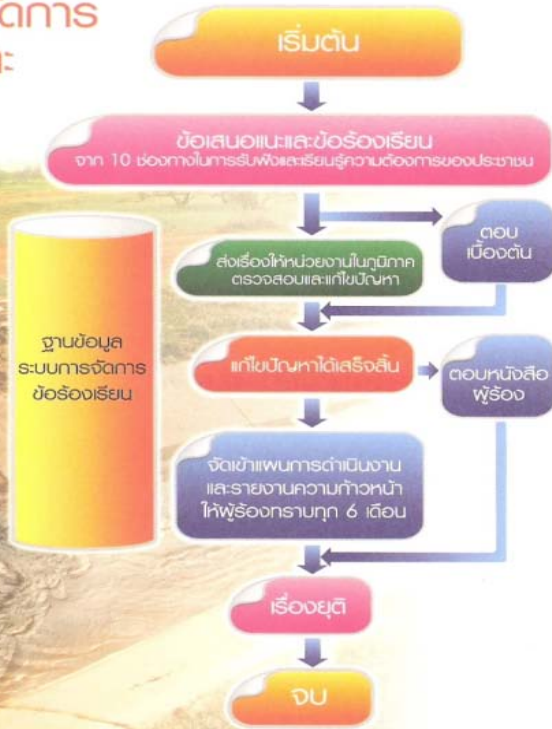 เริ่มต้น
ข้อเสนอแนะและข้อร้องเรียน
จาก 10 ช่องทางในการรับฟังและเรียนรู้ความต้องการของประชาชน
ตอบ
เบื้องต้น
ส่งเรื่องให้หน่วยงานในภูมิภาค
ตรวจสอบและแก้ไขปัญหา
ฐานข้อมูล
ระบบการจัดการ
ข้อร้องเรียน
แก้ไขปัญหาได้เสร็จสิ้น
ตอบหนังสือ
ผู้ร้อง
จัดเข้าแผนการดำเนินงาน
และรายงานความก้าวหน้า
ให้ผู้ร้องทราบทุก 6 เดือน
เรื่องยุติ
จบ